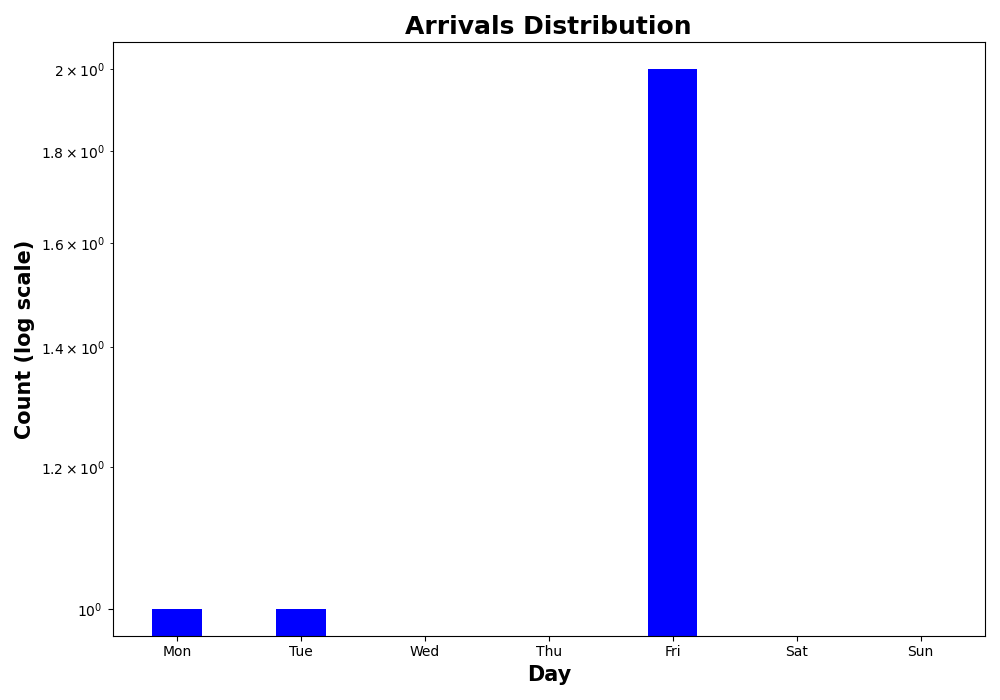 Arrivals Distribution
2 × 10⁰
1.8 × 10⁰
1.6 × 10⁰
1.4 × 10⁰
1.2 × 10⁰
10⁰
Count (log scale)
Mon Tue Wed Thu Fri Sat Sun
Day